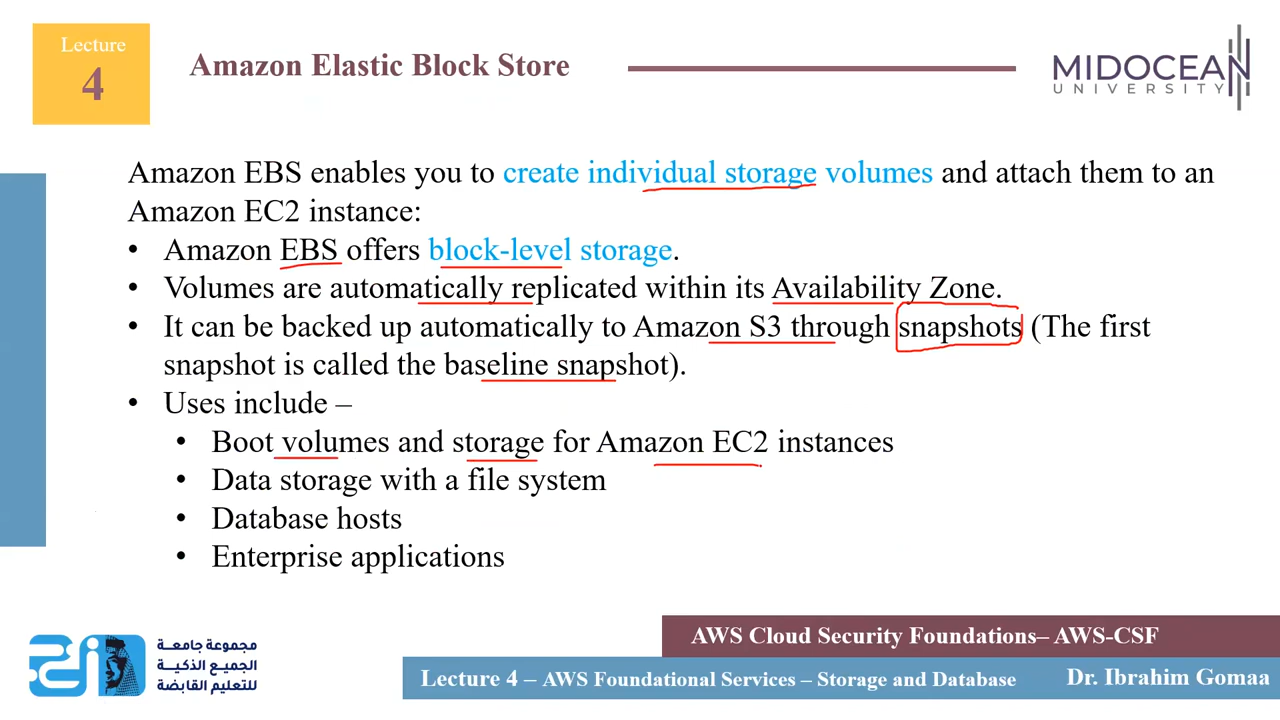 Lecture
4
Amazon Elastic Block Store
MIDOCEAN
UNIVERSITY
Amazon EBS enables you to create individual storage volumes and attach them to an
Amazon EC2 instance:
• Amazon EBS offers block-level storage.
• Volumes are automatically replicated within its Availability Zone.
• It can be backed up automatically to Amazon S3 through snapshots (The first
snapshot is called the baseline snapshot).
• Uses include –
• Boot volumes and storage for Amazon EC2 instances
• Data storage with a file system
• Database hosts
• Enterprise applications
مجموعة جامعـة
الجميـع الذكيـة
للتعليم القابضة
AWS Cloud Security Foundations– AWS-CSF
Lecture 4 – AWS Foundational Services – Storage and Database
Dr. Ibrahim Gomaa